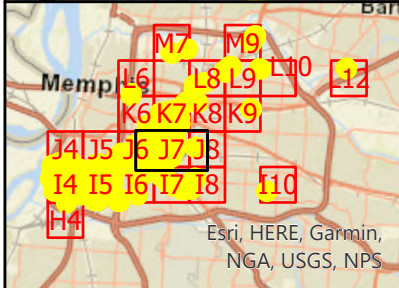 Bar
M7 M9
L6 L8 L9 L10 L12
Memphis
K6 K7 K8 K9
J4 J5 J6 J7 J8
I4 I5 I6 I7 I8 I10
H4
Esri, HERE, Garmin,
NGA, USGS, NPS